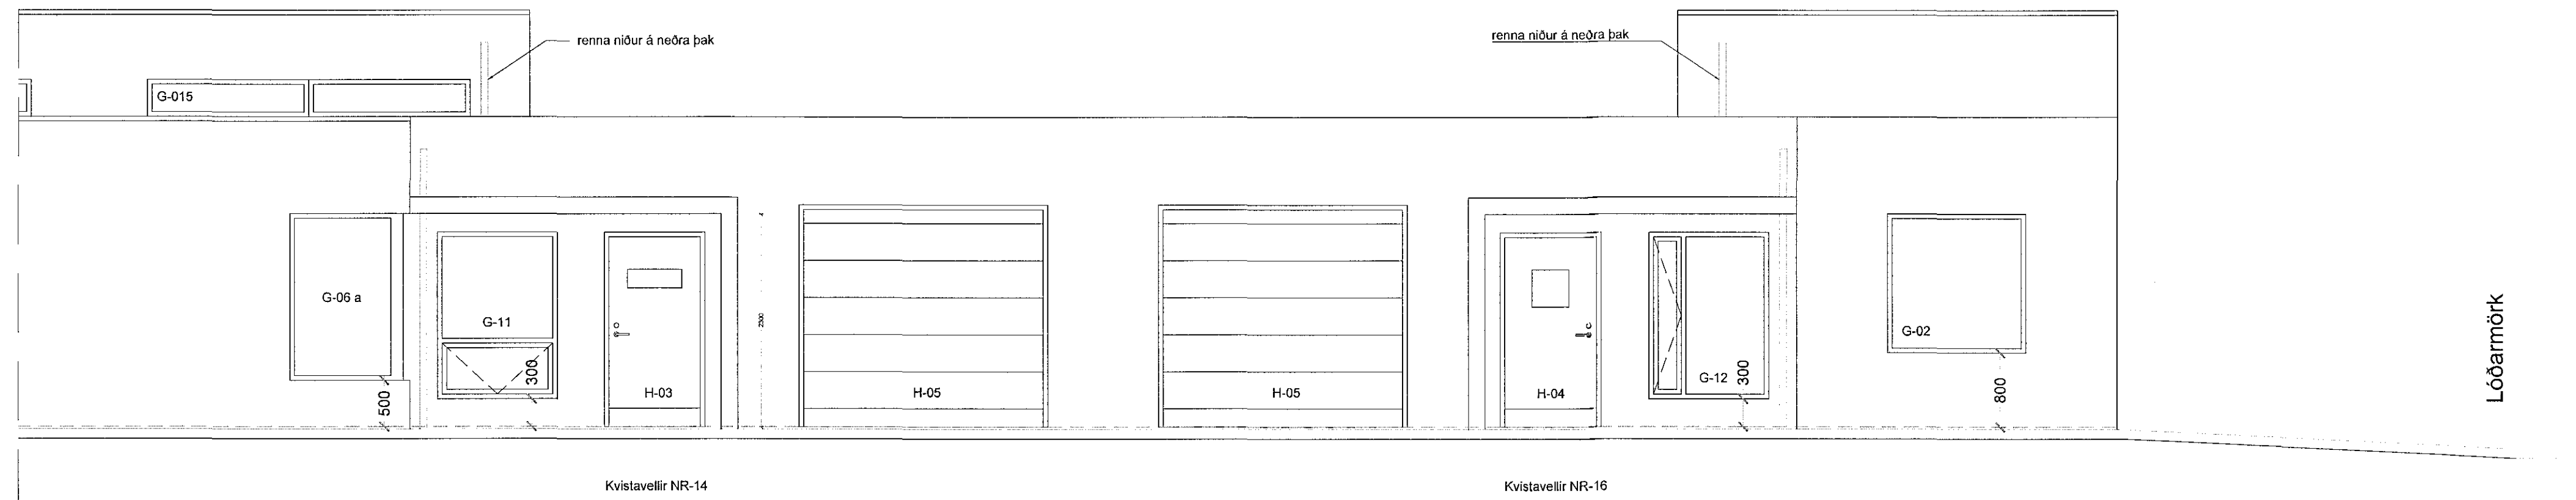 renna niður á neðra þak
renna niður á neðra þak
G-015
G-06 a
G-11
H-03
2300
H-05
H-05
H-04
G-12
G-02
500
300
300
800
Lóðarmörk
Kvistavellir NR-14
Kvistavellir NR-16